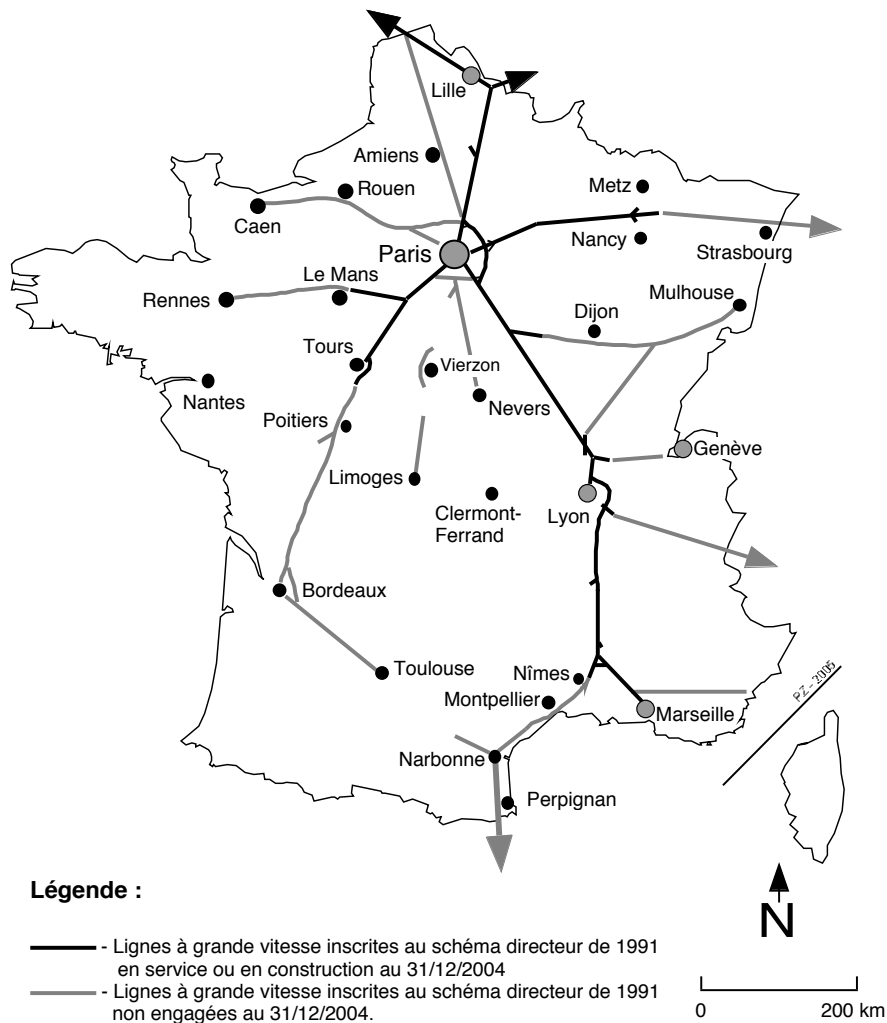 Lille
Amiens
Rouen
Caen
Metz
Nancy
Strasbourg
Paris
Le Mans
Rennes
Mulhouse
Dijon
Tours
Vierzon
Nantes
Nevers
Poitiers
Genève
Limoges
Clermont-
Ferrand
Lyon
Bordeaux
Toulouse
Nîmes
Montpellier
Marseille
PZ - 2005
Narbonne
Perpignan
Légende :
N
- Lignes à grande vitesse inscrites au schéma directeur de 1991
en service ou en construction au 31/12/2004
- Lignes à grande vitesse inscrites au schéma directeur de 1991
non engagées au 31/12/2004.
0 200 km